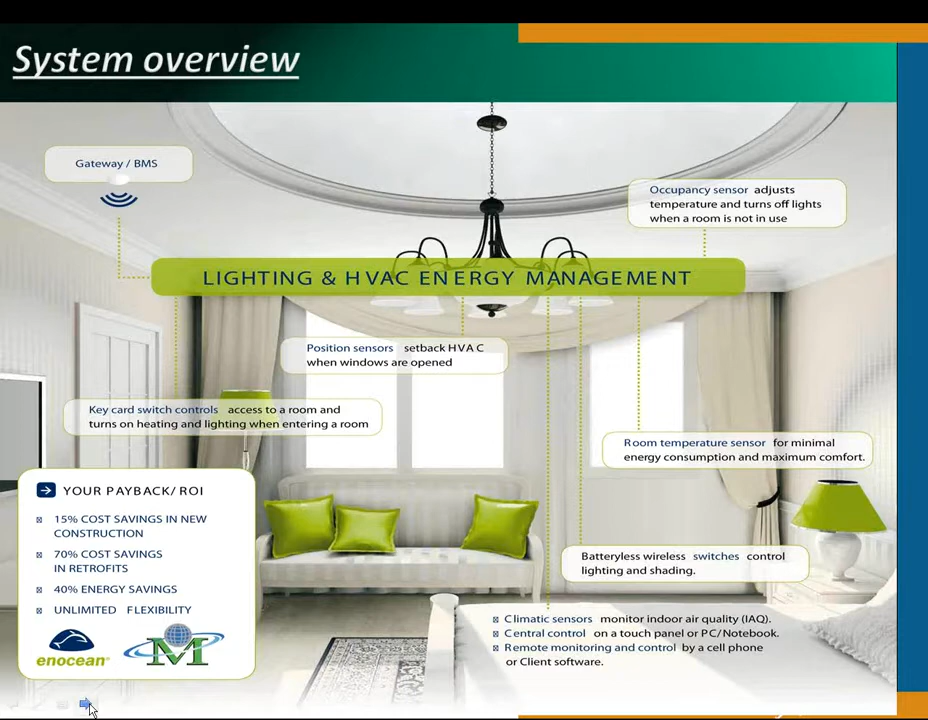 System overview
Gateway / BMS
Occupancy sensor adjusts
temperature and turns off lights
when a room is not in use
LIGHTING & HVAC ENERGY MANAGEMENT
Position sensors setback HVAC
when windows are opened
Key card switch controls access to a room and
turns on heating and lighting when entering a room
Room temperature sensor for minimal
energy consumption and maximum comfort.
YOUR PAYBACK/ ROI
15% COST SAVINGS IN NEW
CONSTRUCTION
70% COST SAVINGS
IN RETROFITS
40% ENERGY SAVINGS
UNLIMITED FLEXIBILITY
enocean®
M
Batteryless wireless switches control
lighting and shading.
Climatic sensors monitor indoor air quality (IAQ).
Central control on a touch panel or PC/Notebook.
Remote monitoring and control by a cell phone
or Client software.